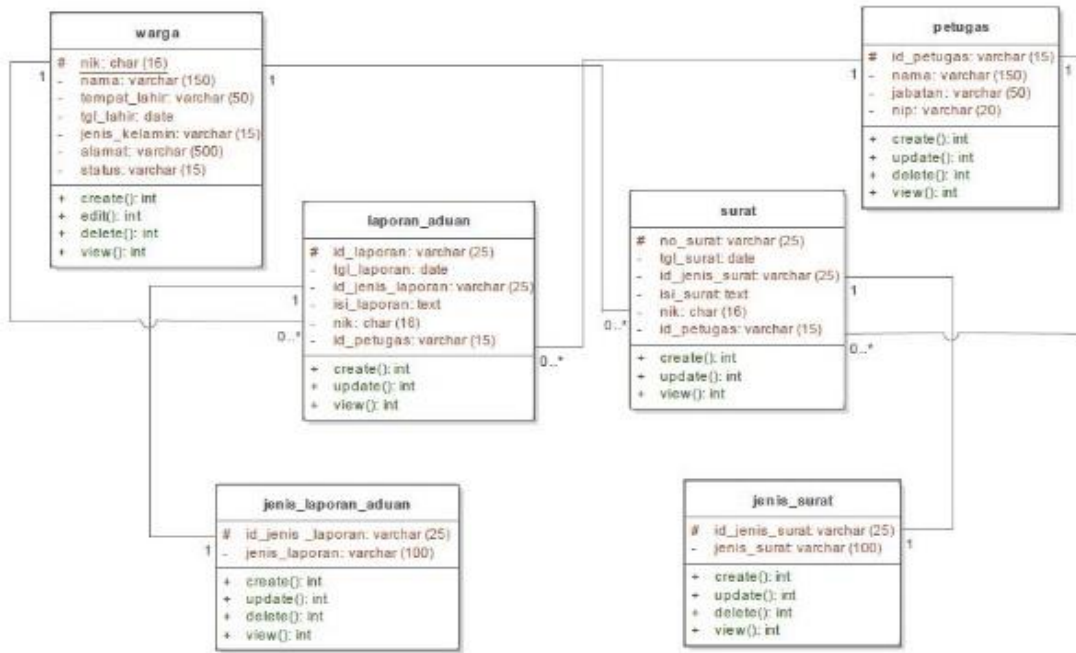 warga
# nik: char (16)
- nama: varchar (150)
- tempat_lahir: varchar (50)
- tgl_lahir: date
- jenis_kelamin: varchar (15)
- alamat: varchar (500)
- status: varchar (15)
+ create(): int
+ edit(): int
+ delete(): int
+ view(): int
1
1
petugas
# id_petugas: varchar (15)
- nama: varchar (150)
- jabatan: varchar (50)
- nip: varchar (20)
+ create(): int
+ update(): int
+ delete(): int
+ view(): int
1
1
laporan_aduan
# id_laporan: varchar (25)
- tgl_laporan: date
- id_jenis_laporan: varchar (25)
- isi_laporan: text
- nik: char (16)
- id_petugas: varchar (15)
+ create(): int
+ update(): int
+ view(): int
1
0..*
0..*
surat
# no_surat: varchar (25)
- tgl_surat: date
- id_jenis_surat: varchar (25)
- isi_surat: text
- nik: char (16)
- id_petugas: varchar (15)
+ create(): int
+ update(): int
+ view(): int
0..*
1
0..*
jenis_laporan_aduan
# id_jenis _laporan: varchar (25)
- jenis_laporan: varchar (100)
+ create(): int
+ update(): int
+ delete(): int
+ view(): int
1
jenis_surat
# id_jenis_surat: varchar (25)
- jenis_surat: varchar (100)
+ create(): int
+ update(): int
+ delete(): int
+ view(): int
1